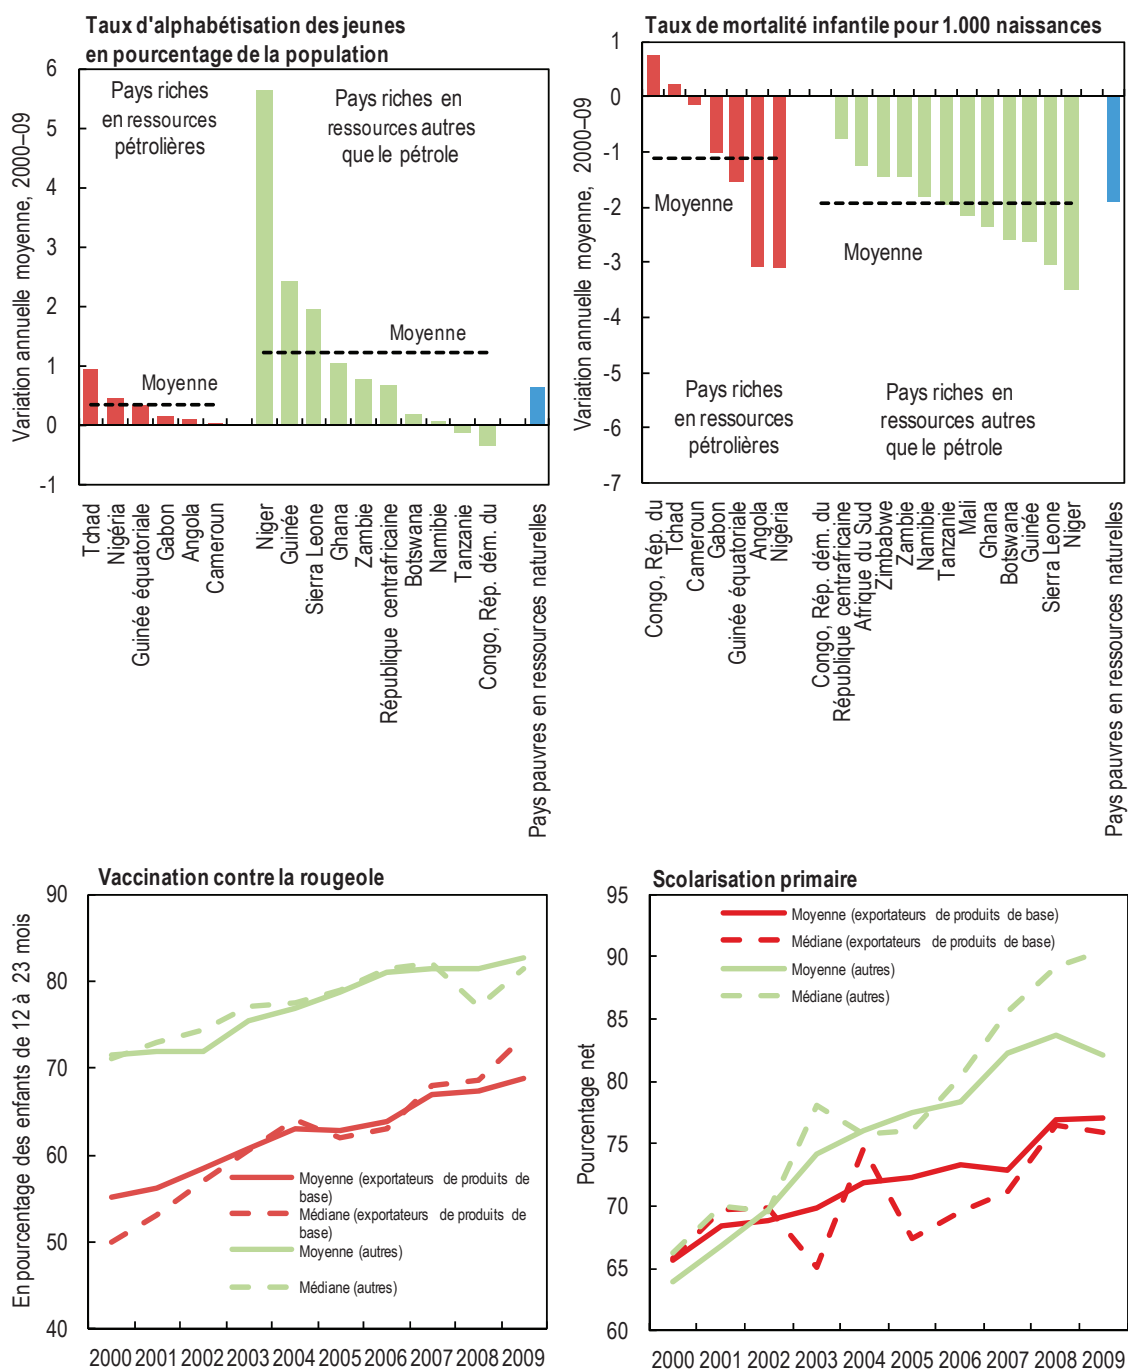 Taux d'alphabétisation des jeunes
en pourcentage de la population
Variation annuelle moyenne, 2000–09
6
5
4
3
2
1
0
-1
Pays riches
en ressources
pétrolières
Pays riches en
ressources autres
que le pétrole
Moyenne
Moyenne
Tchad
Nigéria
Guinée équatoriale
Gabon
Angola
Cameroun
Niger
Guinée
Sierra Leone
Ghana
Zambie
République centrafricaine
Botswana
Namibie
Tanzanie
Congo, Rép. dém. du
Pays pauvres en ressources naturelles
Taux de mortalité infantile pour 1.000 naissances
Variation annuelle moyenne, 2000–09
1
0
-1
-2
-3
-4
-5
-6
-7
Moyenne
Moyenne
Pays riches
en ressources
pétrolières
Pays riches en
ressources autres
que le pétrole
Congo, Rép. du
Tchad
Cameroun
Gabon
Guinée équatoriale
Angola
Nigéria
Congo, Rép. dém. du
République centrafricaine
Afrique du Sud
Zimbabwe
Zambie
Namibie
Tanzanie
Mali
Ghana
Botswana
Guinée
Sierra Leone
Niger
Pays pauvres en ressources naturelles
Vaccination contre la rougeole
En pourcentage des enfants de 12 à 23 mois
90
80
70
60
50
40
Moyenne (exportateurs de produits de
base)
Médiane (exportateurs de produits de
base)
Moyenne (autres)
Médiane (autres)
2000 2001 2002 2003 2004 2005 2006 2007 2008 2009
Scolarisation primaire
Pourcentage net
95
90
85
80
75
70
65
60
Moyenne (exportateurs de produits de base)
Médiane (exportateurs de produits de base)
Moyenne (autres)
Médiane (autres)
2000 2001 2002 2003 2004 2005 2006 2007 2008 2009